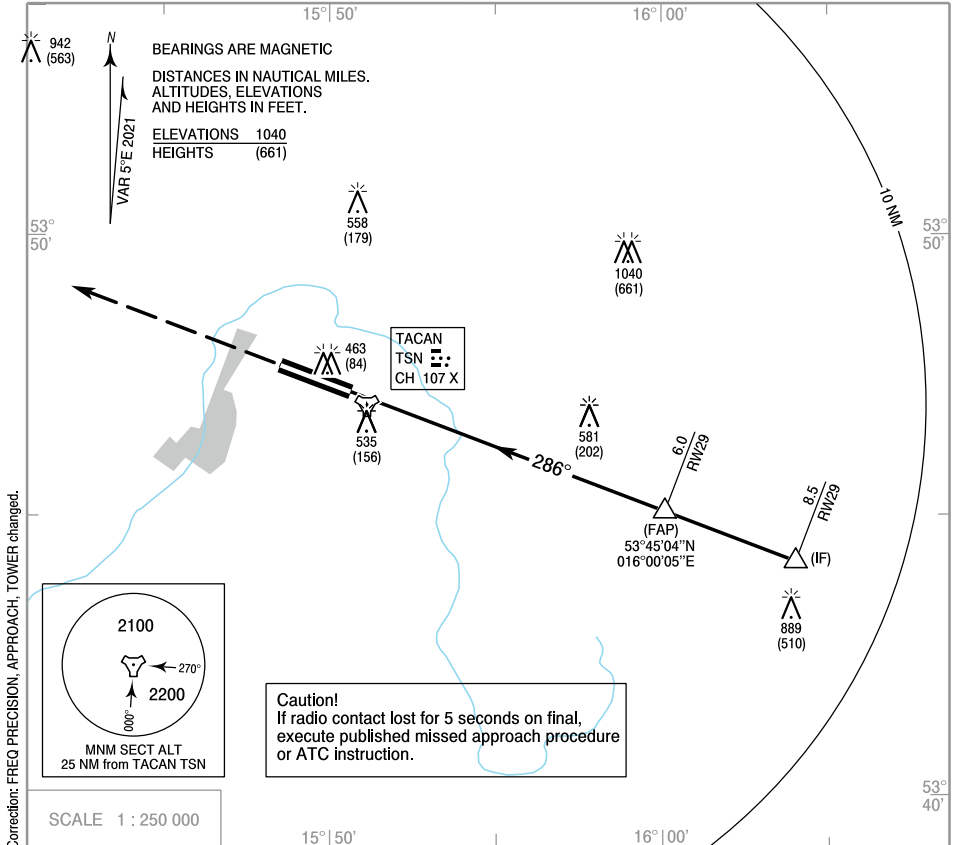 15° 50'
16° 00'
942
(563)
N
VAR 5°E 2021
BEARINGS ARE MAGNETIC
DISTANCES IN NAUTICAL MILES.
ALTITUDES, ELEVATIONS
AND HEIGHTS IN FEET.
ELEVATIONS 1040
HEIGHTS (661)
10 NM
558
(179)
53°
50'
53°
50'
1040
(661)
463
(84)
TACAN
TSN
CH 107 X
535
(156)
581
(202)
286°
6.0
RW29
8.5
RW29
(FAP)
53°45'04''N
016°00'05''E
(IF)
889
(510)
2100
270°
2200
000°
MNM SECT ALT
25 NM from TACAN TSN
Caution!
If radio contact lost for 5 seconds on final,
execute published missed approach procedure
or ATC instruction.
53°
40'
SCALE 1 : 250 000
15° 50'
16° 00'
Correction: FREQ PRECISION, APPROACH, TOWER changed.